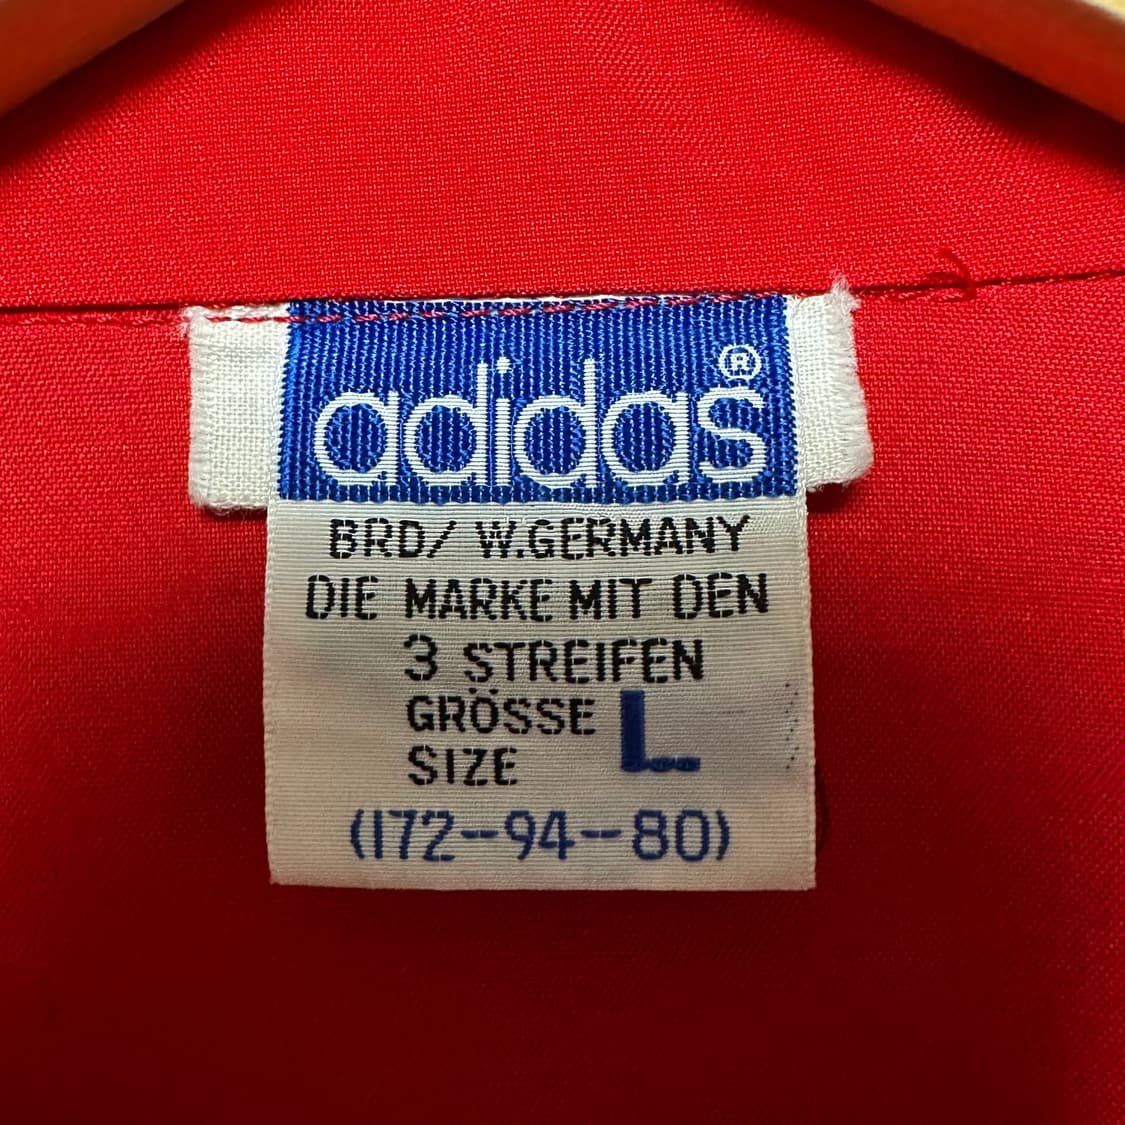 adidas®
BRD/ W.GERMANY
DIE MARKE MIT DEN
3 STREIFEN
GRÖSSE L
SIZE
(172-94-80)